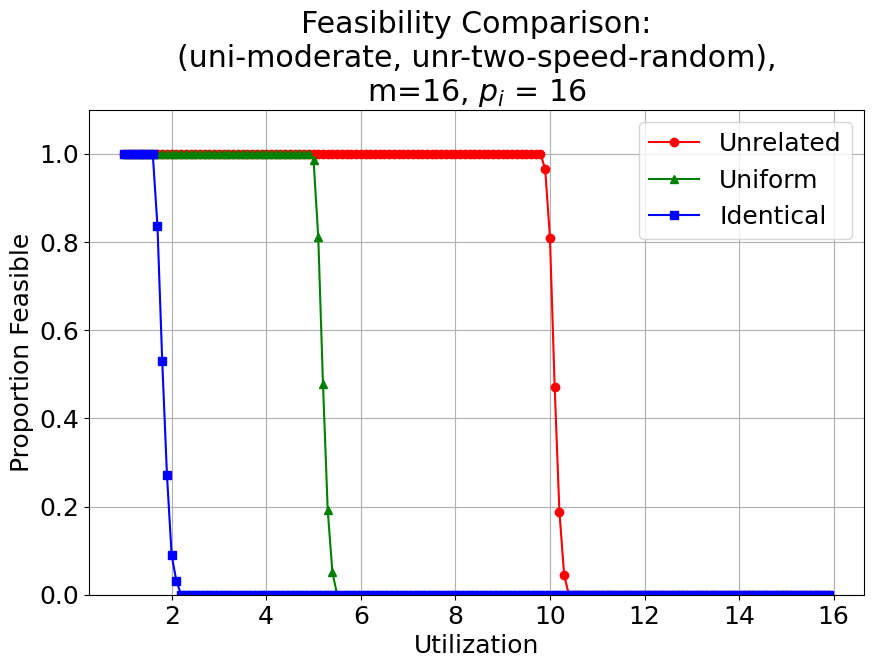 Feasibility Comparison:
(uni-moderate, unr-two-speed-random),
m=16, $p_i$ = 16
Unrelated
Uniform
Identical
Proportion Feasible
1.0
0.8
0.6
0.4
0.2
0.0
2 4 6 8 10 12 14 16
Utilization